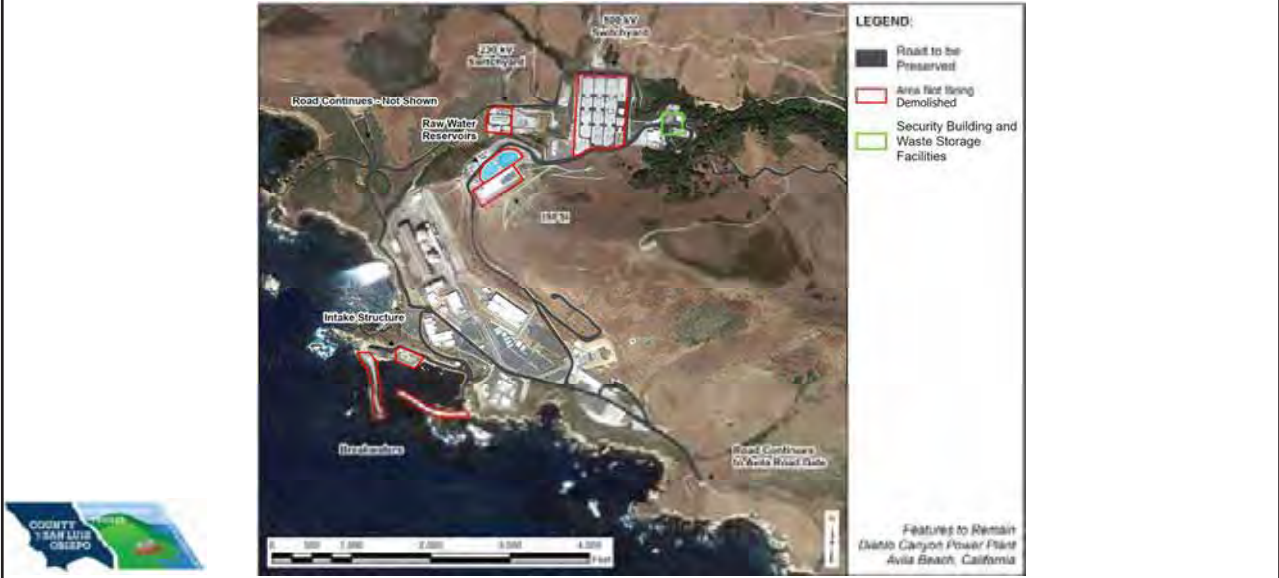 500 kV
Switchyard
230 kV
Switchyard
Road Continues - Not Shown
Raw Water
Reservoirs
ISFSI
Intake Structure
Breakwaters
Road Continues
to Avila Road Gate
0 500 1,000 2,000 3,000 4,000
Feet
LEGEND:
Road to be
Preserved
Area Not Being
Demolished
Security Building and
Waste Storage
Facilities
Features to Remain
Diablo Canyon Power Plant
Avila Beach, California
COUNTY
SAN LUIS
OBISPO